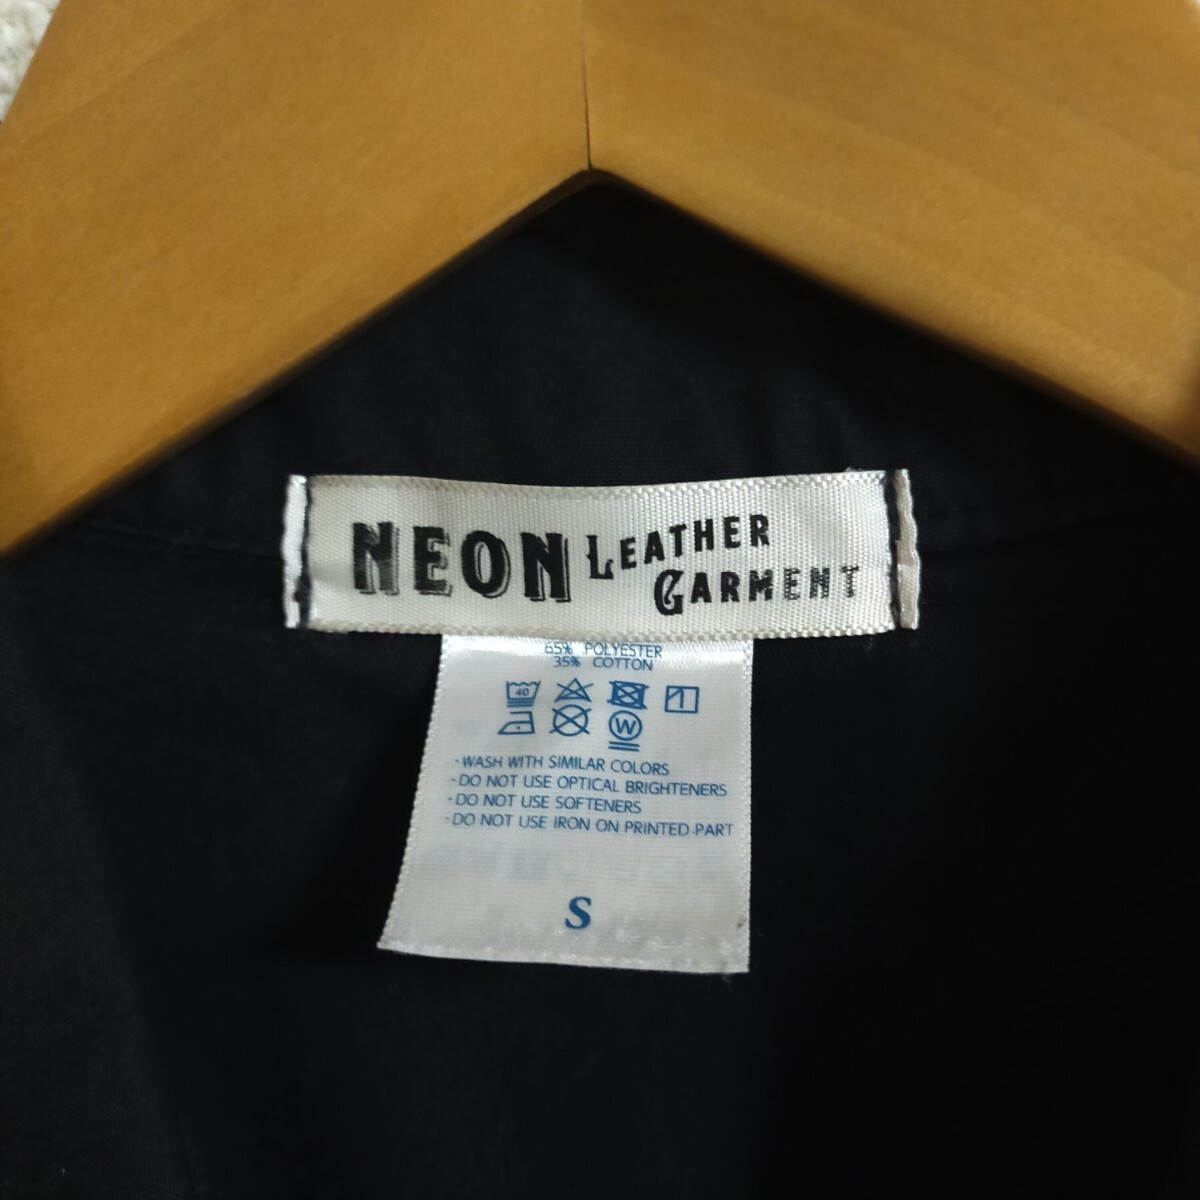 NEON LEATHER
GARMENT
65% POLYESTER
35% COTTON
40
W
· WASH WITH SIMILAR COLORS
· DO NOT USE OPTICAL BRIGHTENERS
· DO NOT USE SOFTENERS
· DO NOT USE IRON ON PRINTED PART
S